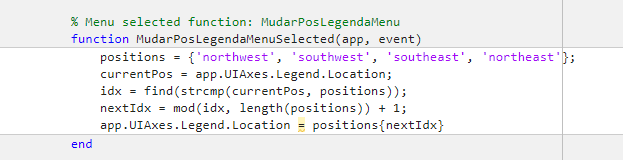 % Menu selected function: MudarPosLegendaMenu
function MudarPosLegendaMenuSelected(app, event)
positions = {'northwest', 'southwest', 'southeast', 'northeast'};
currentPos = app.UIAxes.Legend.Location;
idx = find(strcmp(currentPos, positions));
nextIdx = mod(idx, length(positions)) + 1;
app.UIAxes.Legend.Location = positions{nextIdx}
end